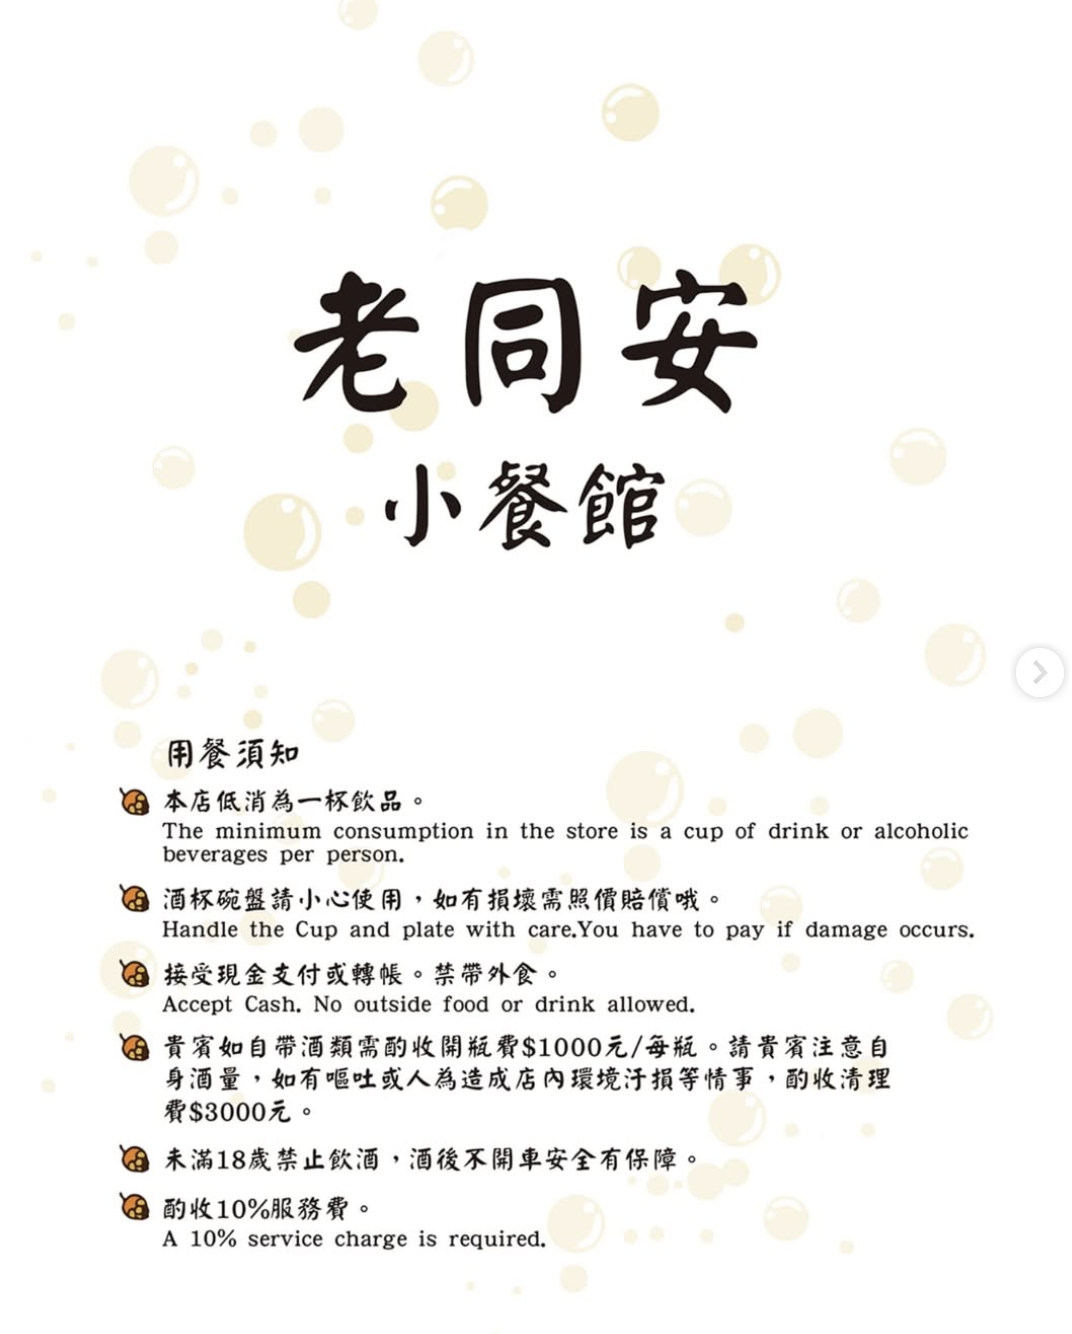 老同安
小餐館
用餐須知
本店低消為一杯飲品。
The minimum consumption in the store is a cup of drink or alcoholic
beverages per person.
酒杯碗盤請小心使用，如有損壞需照價賠償哦。
Handle the Cup and plate with care.You have to pay if damage occurs.
接受現金支付或轉帳。禁帶外食。
Accept Cash. No outside food or drink allowed.
貴賓如自帶酒類需酌收開瓶費$1000元/每瓶。請貴賓注意自
身酒量，如有嘔吐或人為造成店內環境汙損等情事，酌收清理
費$3000元。
未滿18歲禁止飲酒，酒後不開車安全有保障。
酌收10%服務費。
A 10% service charge is required.